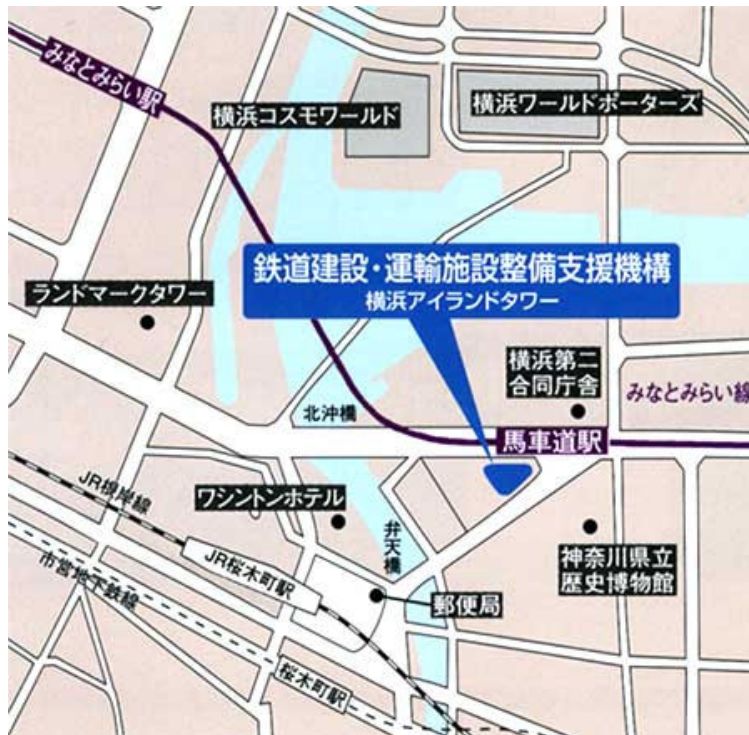 みなとみらい駅
横浜コスモワールド
横浜ワールドポーターズ
鉄道建設・運輸施設整備支援機構
横浜アイランドタワー
ランドマークタワー
横浜第二
合同庁舎
みなとみらい線
北沖橋
馬車道駅
JR根岸線
ワシントンホテル
弁天橋
神奈川県立
歴史博物館
JR桜木町駅
市営地下鉄線
郵便局
桜木町駅